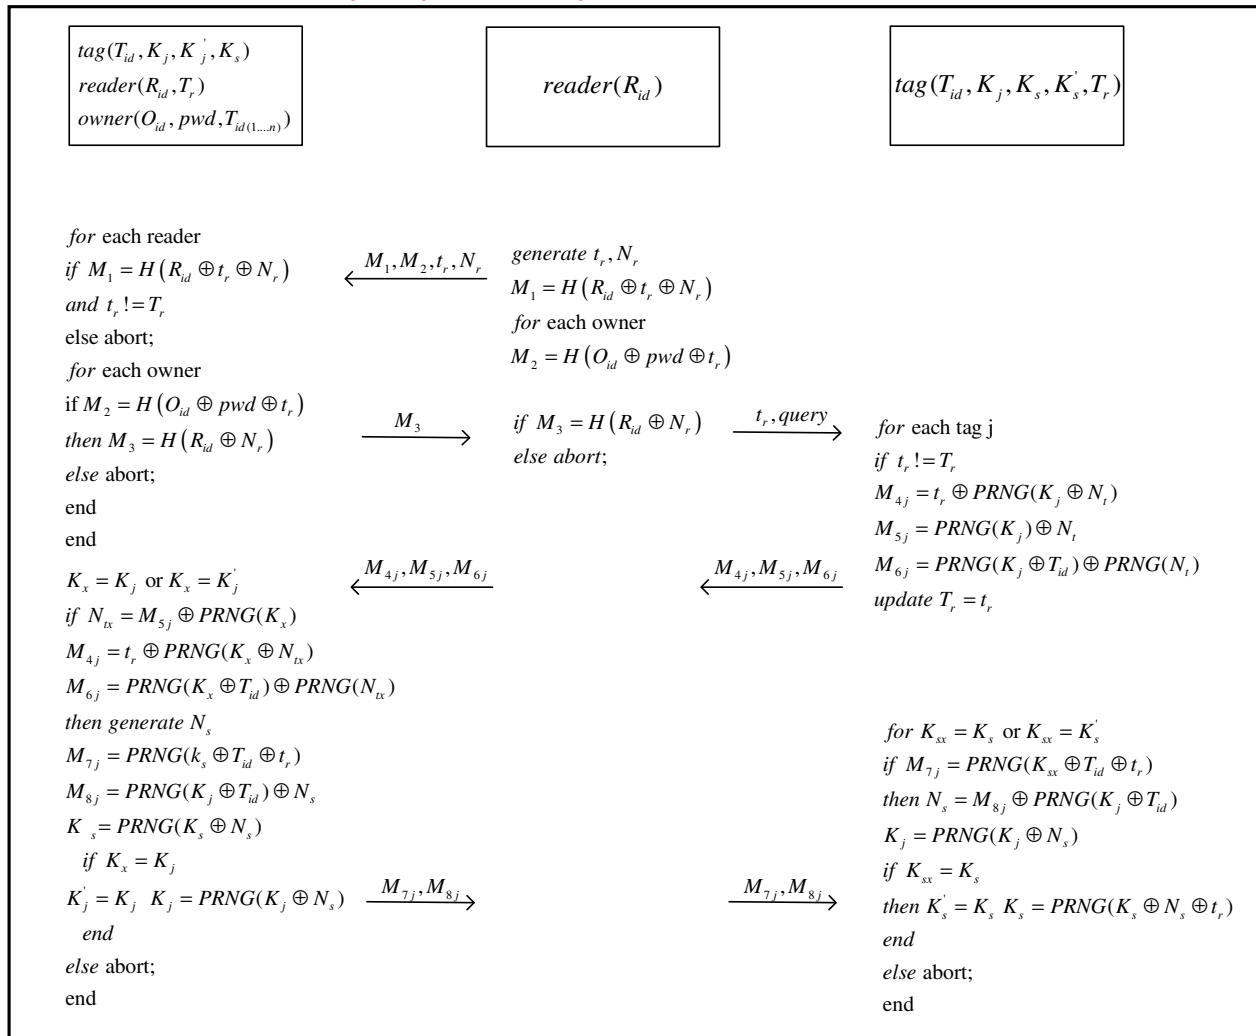 tag(T_id, K_j, K'_j, K_s)
reader(R_id, T_r)
owner(O_id, pwd, T_id(1....n))
reader(R_id)
tag(T_id, K_j, K_s, K'_s, T_r)
for each reader
if M_1 = H(R_id ⊕ t_r ⊕ N_r)
and t_r != T_r
else abort;
for each owner
if M_2 = H(O_id ⊕ pwd ⊕ t_r)
then M_3 = H(R_id ⊕ N_r)
else abort;
end
end
M_1, M_2, t_r, N_r
generate t_r, N_r
M_1 = H(R_id ⊕ t_r ⊕ N_r)
for each owner
M_2 = H(O_id ⊕ pwd ⊕ t_r)
M_3
if M_3 = H(R_id ⊕ N_r)
else abort;
t_r, query
for each tag j
if t_r != T_r
M_4j = t_r ⊕ PRNG(K_j ⊕ N_t)
M_5j = PRNG(K_j) ⊕ N_t
M_6j = PRNG(K_j ⊕ T_id) ⊕ PRNG(N_t)
update T_r = t_r
M_4j, M_5j, M_6j
M_4j, M_5j, M_6j
K_x = K_j or K_x = K'_j
if N_tx = M_5j ⊕ PRNG(K_x)
M_4j = t_r ⊕ PRNG(K_x ⊕ N_tx)
M_6j = PRNG(K_x ⊕ T_id) ⊕ PRNG(N_tx)
then generate N_s
M_7j = PRNG(k_s ⊕ T_id ⊕ t_r)
M_8j = PRNG(K_j ⊕ T_id) ⊕ N_s
K_s = PRNG(K_s ⊕ N_s)
if K_x = K_j
K'_j = K_j K_j = PRNG(K_j ⊕ N_s)
end
else abort;
end
M_7j, M_8j
M_7j, M_8j
for K_sx = K_s or K_sx = K'_s
if M_7j = PRNG(K_sx ⊕ T_id ⊕ t_r)
then N_s = M_8j ⊕ PRNG(K_j ⊕ T_id)
K_j = PRNG(K_j ⊕ N_s)
if K_sx = K_s
then K'_s = K_s K_s = PRNG(K_s ⊕ N_s ⊕ t_r)
end
else abort;
end